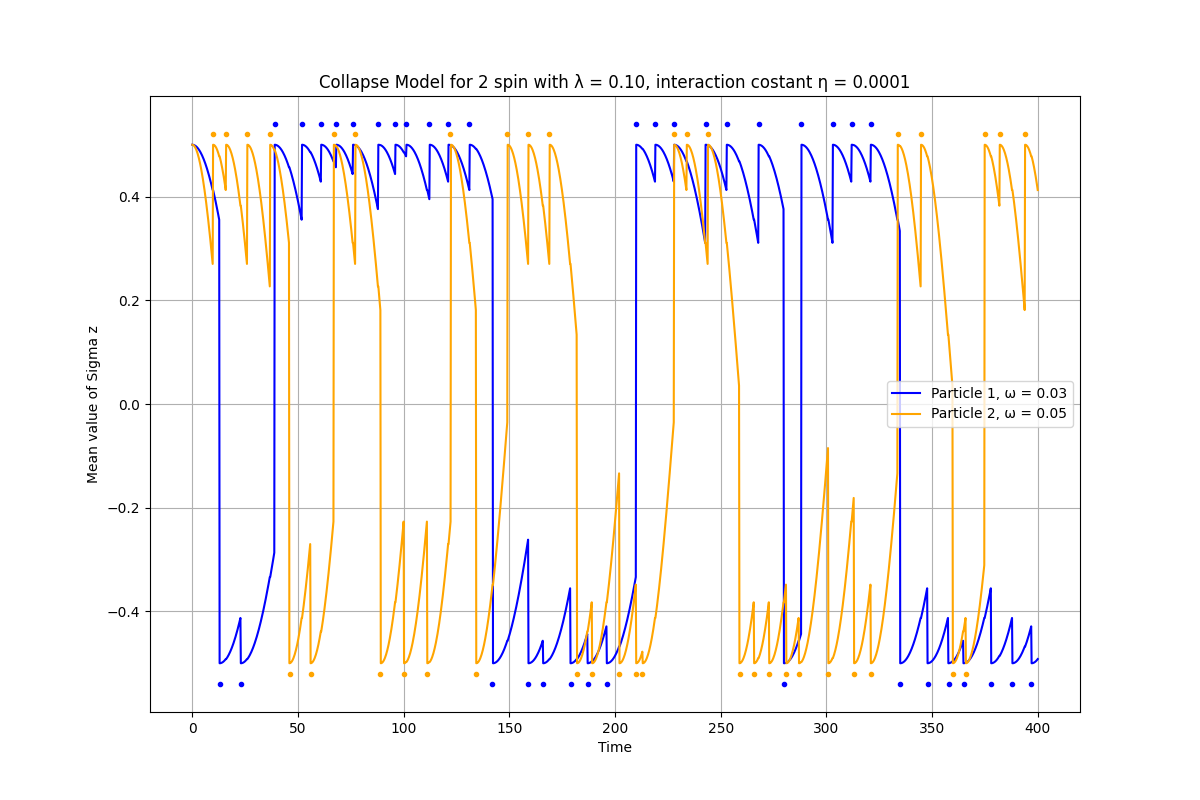 Collapse Model for 2 spin with λ = 0.10, interaction costant η = 0.0001
Mean value of Sigma z
0.4
0.2
0.0
−0.2
−0.4
Particle 1, ω = 0.03
Particle 2, ω = 0.05
0 50 100 150 200 250 300 350 400
Time